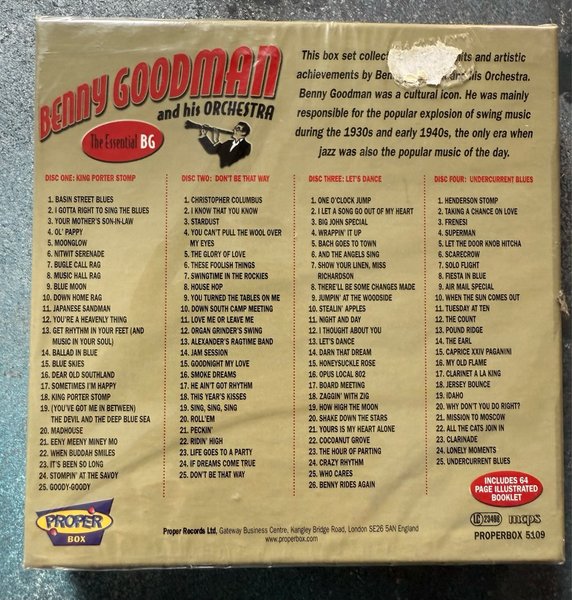 BENNY GOODMAN
and his ORCHESTRA
The Essential BG
This box set collec hits and artistic
achievements by Ben and his Orchestra.
Benny Goodman was a cultural icon. He was mainly
responsible for the popular explosion of swing music
during the 1930s and early 1940s, the only era when
jazz was also the popular music of the day.
DISC ONE: KING PORTER STOMP
1. BASIN STREET BLUES
2. I GOTTA RIGHT TO SING THE BLUES
3. YOUR MOTHER'S SON-IN-LAW
4. OL' PAPPY
5. MOONGLOW
6. NITWIT SERENADE
7. BUGLE CALL RAG
8. MUSIC HALL RAG
9. BLUE MOON
10. DOWN HOME RAG
11. JAPANESE SANDMAN
12. YOU'RE A HEAVENLY THING
13. GET RHYTHM IN YOUR FEET (AND
MUSIC IN YOUR SOUL)
14. BALLAD IN BLUE
15. BLUE SKIES
16. DEAR OLD SOUTHLAND
17. SOMETIMES I'M HAPPY
18. KING PORTER STOMP
19. (YOU'VE GOT ME IN BETWEEN)
THE DEVIL AND THE DEEP BLUE SEA
20. MADHOUSE
21. EENY MEENY MINEY MO
22. WHEN BUDDAH SMILES
23. IT'S BEEN SO LONG
24. STOMPIN' AT THE SAVOY
25. GOODY-GOODY
DISC TWO: DON'T BE THAT WAY
1. CHRISTOPHER COLUMBUS
2. I KNOW THAT YOU KNOW
3. STARDUST
4. YOU CAN'T PULL THE WOOL OVER
MY EYES
5. THE GLORY OF LOVE
6. THESE FOOLISH THINGS
7. SWINGTIME IN THE ROCKIES
8. HOUSE HOP
9. YOU TURNED THE TABLES ON ME
10. DOWN SOUTH CAMP MEETING
11. LOVE ME OR LEAVE ME
12. ORGAN GRINDER'S SWING
13. ALEXANDER'S RAGTIME BAND
14. JAM SESSION
15. GOODNIGHT MY LOVE
16. SMOKE DREAMS
17. HE AIN'T GOT RHYTHM
18. THIS YEAR'S KISSES
19. SING, SING, SING
20. ROLL'EM
21. PECKIN'
22. RIDIN' HIGH
23. LIFE GOES TO A PARTY
24. IF DREAMS COME TRUE
25. DON'T BE THAT WAY
DISC THREE: LET'S DANCE
1. ONE O'CLOCK JUMP
2. I LET A SONG GO OUT OF MY HEART
3. BIG JOHN SPECIAL
4. WRAPPIN' IT UP
5. BACH GOES TO TOWN
6. AND THE ANGELS SING
7. SHOW YOUR LINEN, MISS
RICHARDSON
8. THERE'LL BE SOME CHANGES MADE
9. JUMPIN' AT THE WOODSIDE
10. STEALIN' APPLES
11. NIGHT AND DAY
12. I THOUGHT ABOUT YOU
13. LET'S DANCE
14. DARN THAT DREAM
15. HONEYSUCKLE ROSE
16. OPUS LOCAL 802
17. BOARD MEETING
18. ZAGGIN' WITH ZIG
19. HOW HIGH THE MOON
20. SHAKE DOWN THE STARS
21. YOURS IS MY HEART ALONE
22. COCOANUT GROVE
23. THE HOUR OF PARTING
24. CRAZY RHYTHM
25. WHO CARES
26. BENNY RIDES AGAIN
DISC FOUR: UNDERCURRENT BLUES
1. HENDERSON STOMP
2. TAKING A CHANCE ON LOVE
3. FRENESI
4. SUPERMAN
5. LET THE DOOR KNOB HITCHA
6. SCARECROW
7. SOLO FLIGHT
8. FIESTA IN BLUE
9. AIR MAIL SPECIAL
10. WHEN THE SUN COMES OUT
11. TUESDAY AT TEN
12. THE COUNT
13. POUND RIDGE
14. THE EARL
15. CAPRICE XXIV PAGANINI
16. MY OLD FLAME
17. CLARINET A LA KING
18. JERSEY BOUNCE
19. IDAHO
20. WHY DON'T YOU DO RIGHT?
21. MISSION TO MOSCOW
22. ALL THE CATS JOIN IN
23. CLARINADE
24. LONELY MOMENTS
25. UNDERCURRENT BLUES
INCLUDES 64
PAGE ILLUSTRATED
BOOKLET
PROPER
BOX
Proper Records Ltd, Gateway Business Centre, Kangley Bridge Road, London SE26 5AN England
www.properbox.com
LC 23486 mcps
PROPERBOX 5109